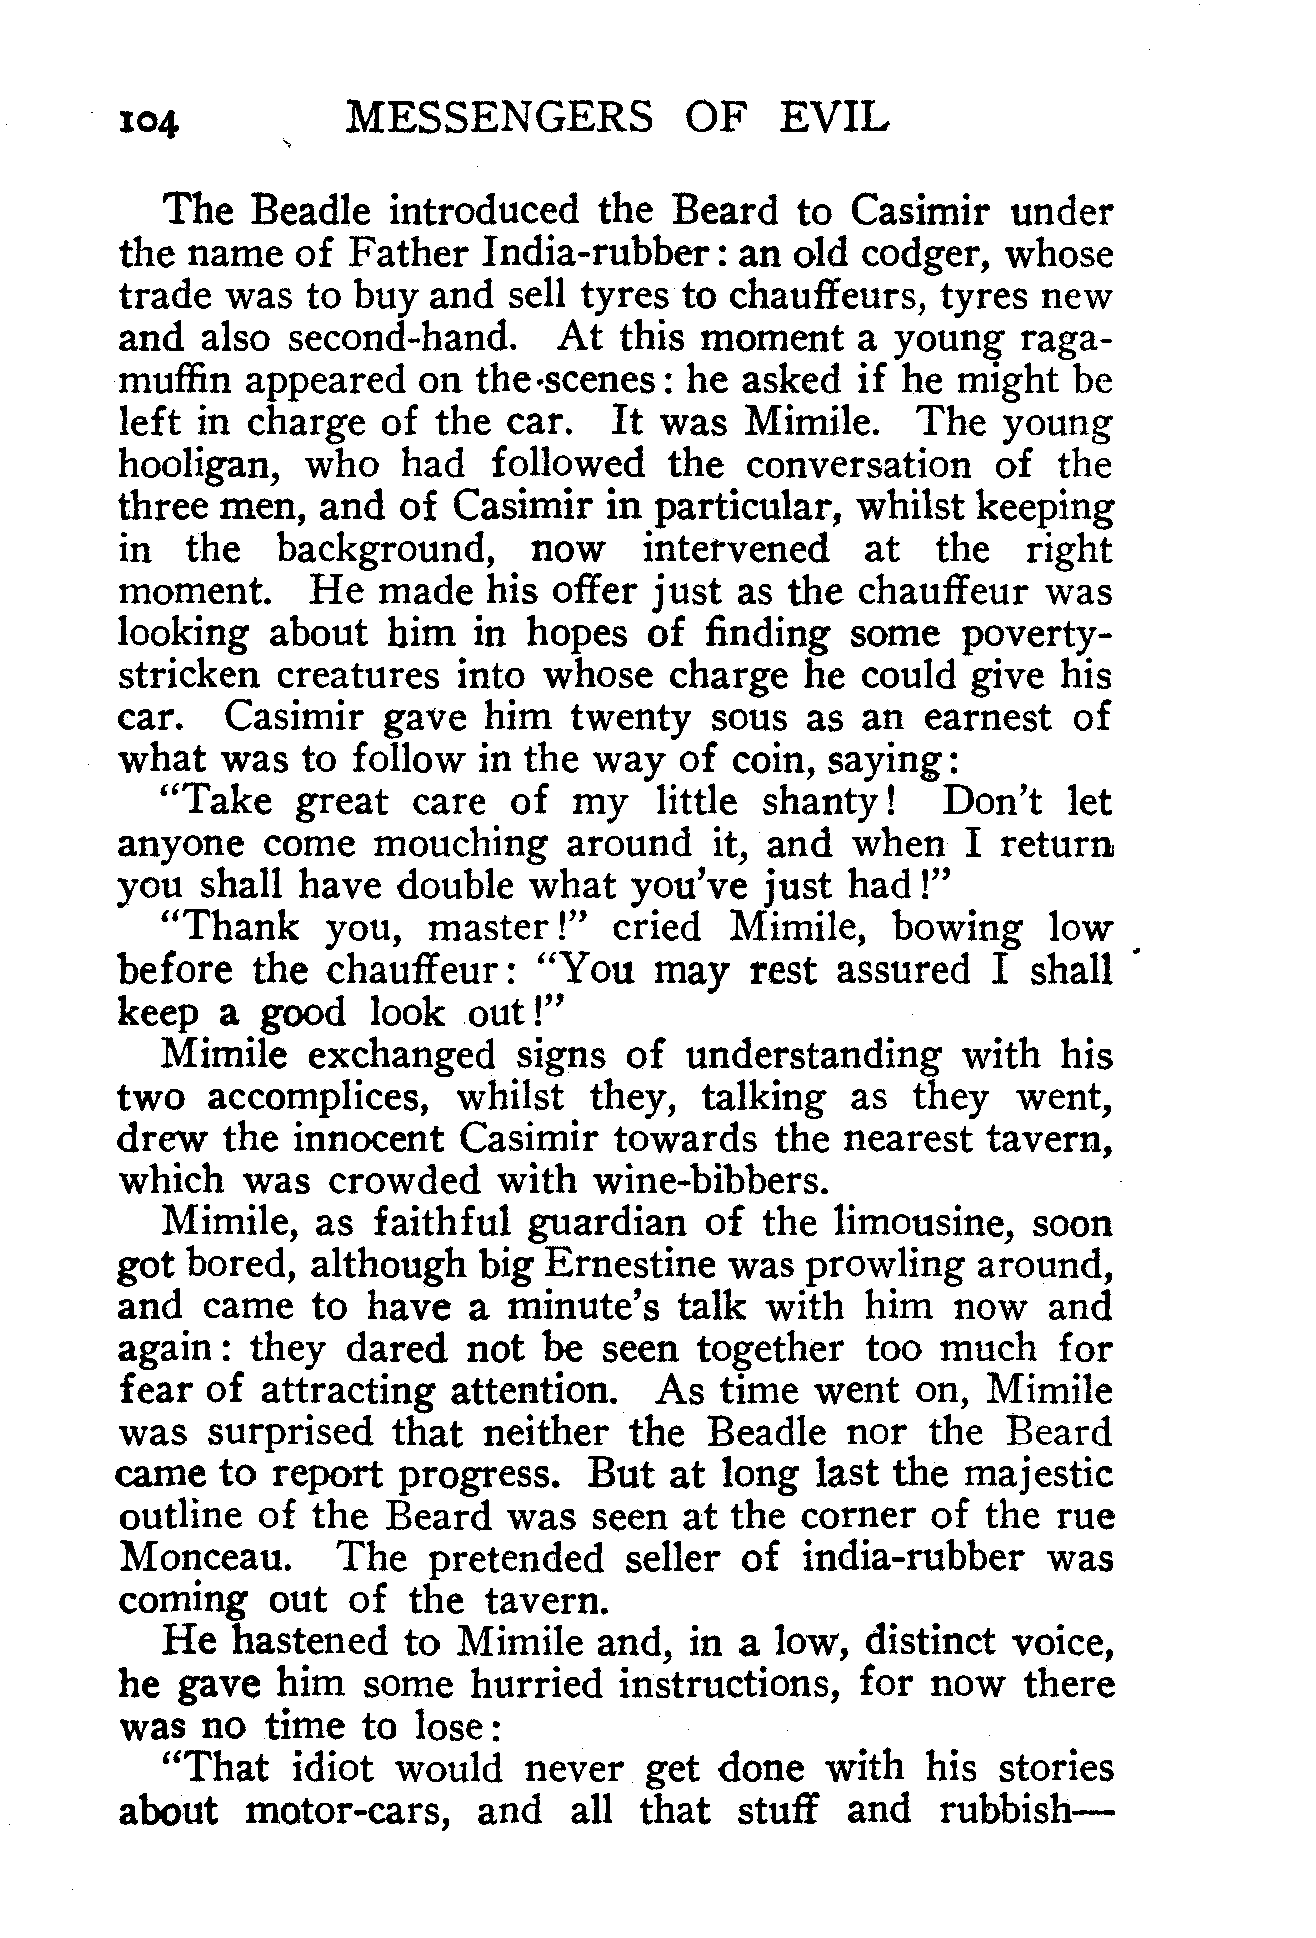 104 MESSENGERS OF EVIL
The Beadle introduced the Beard to Casimir under
the name of Father India-rubber: an old codger, whose
trade was to buy and sell tyres to chauffeurs, tyres new
and also second-hand. At this moment a young raga-
muffin appeared on the scenes: he asked if he might be
left in charge of the car. It was Mimile. The young
hooligan, who had followed the conversation of the
three men, and of Casimir in particular, whilst keeping
in the background, now intervened at the right
moment. He made his offer just as the chauffeur was
looking about him in hopes of finding some poverty-
stricken creatures into whose charge he could give his
car. Casimir gave him twenty sous as an earnest of
what was to follow in the way of coin, saying:
“Take great care of my little shanty! Don’t let
anyone come mouching around it, and when I return
you shall have double what you’ve just had!”
“Thank you, master!” cried Mimile, bowing low
before the chauffeur: “You may rest assured I shall
keep a good look out!”
Mimile exchanged signs of understanding with his
two accomplices, whilst they, talking as they went,
drew the innocent Casimir towards the nearest tavern,
which was crowded with wine-bibbers.
Mimile, as faithful guardian of the limousine, soon
got bored, although big Ernestine was prowling around,
and came to have a minute’s talk with him now and
again: they dared not be seen together too much for
fear of attracting attention. As time went on, Mimile
was surprised that neither the Beadle nor the Beard
came to report progress. But at long last the majestic
outline of the Beard was seen at the corner of the rue
Monceau. The pretended seller of india-rubber was
coming out of the tavern.
He hastened to Mimile and, in a low, distinct voice,
he gave him some hurried instructions, for now there
was no time to lose:
“That idiot would never get done with his stories
about motor-cars, and all that stuff and rubbish—